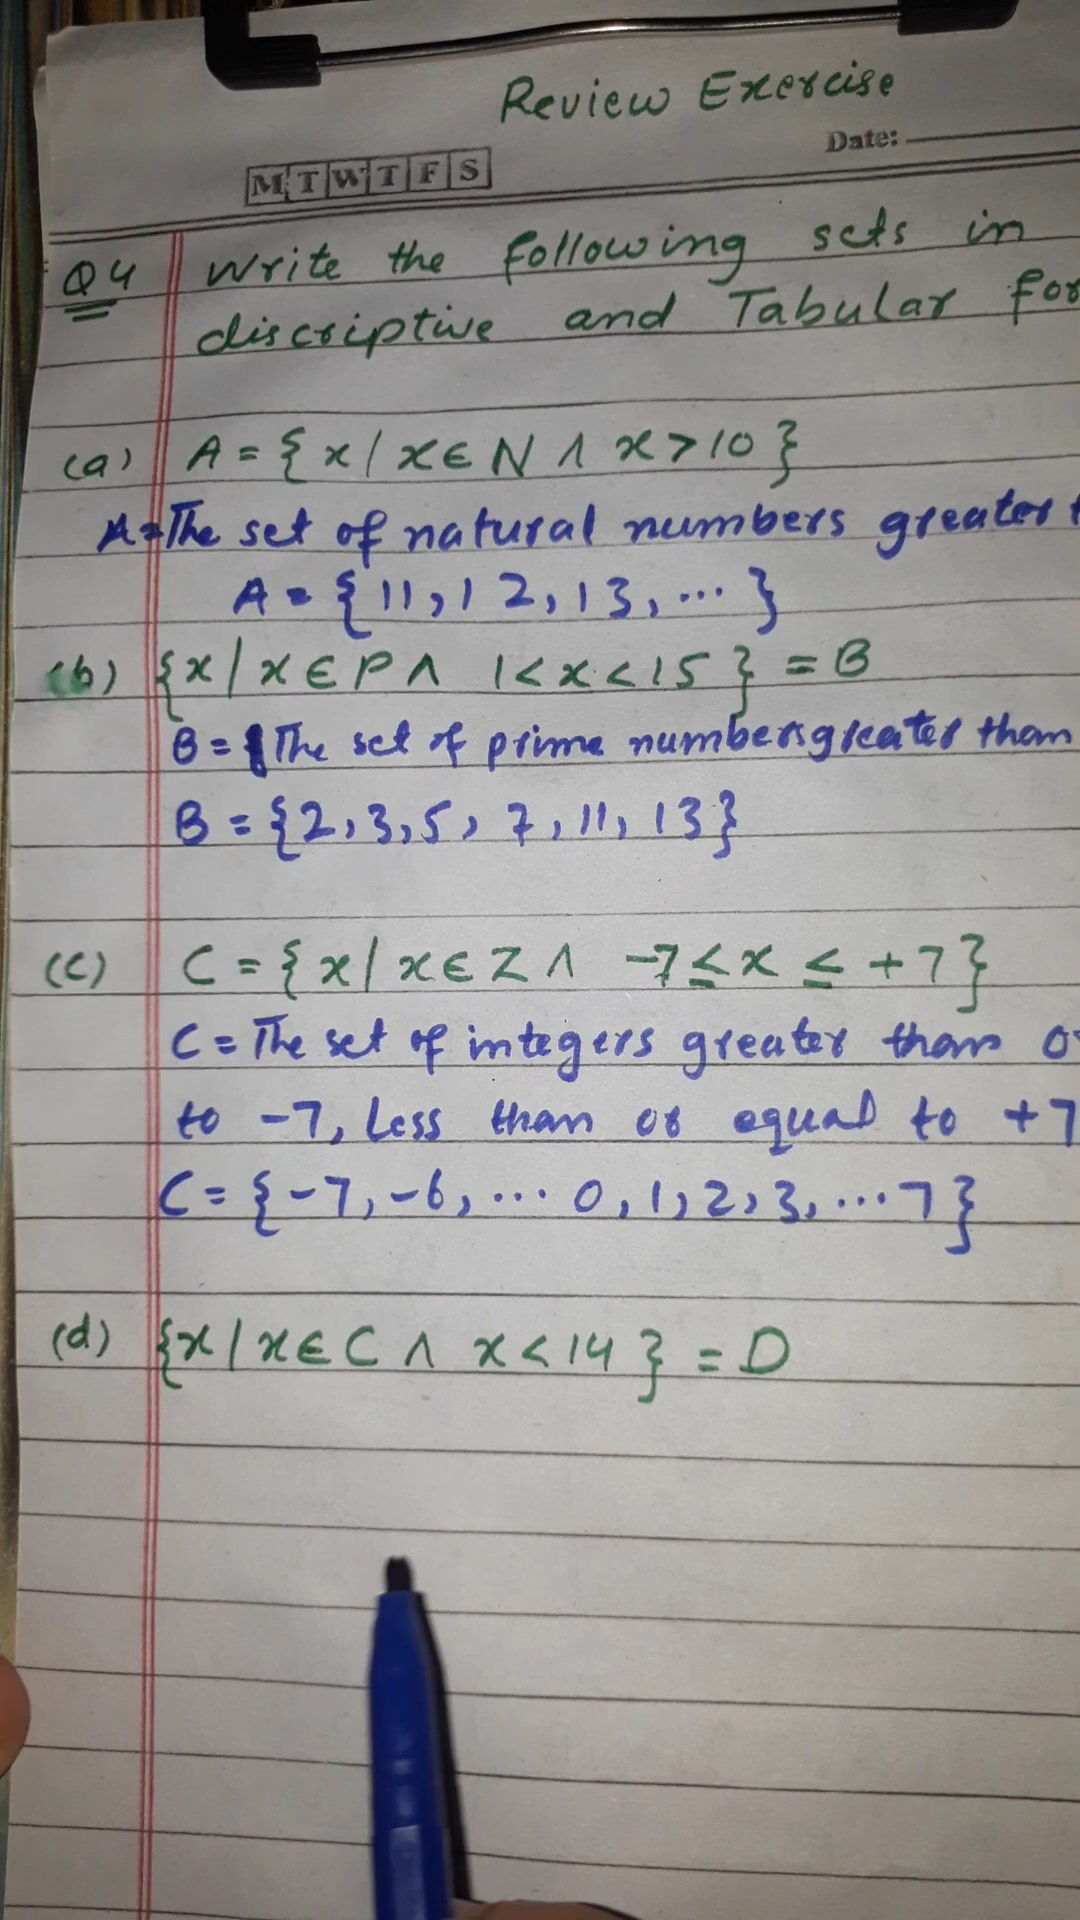 Review Exercise
Date:
M T W T F S
Q4 Write the following sets in
discriptive and Tabular for
(a) A = { x / x ∈ N ∧ x > 10 }
A = The set of natural numbers greater
A = { 11, 12, 13, ... }
(b) {x / x ∈ P ∧ 1 < x < 15 } = B
B = The set of prime numbers greater than
B = {2, 3, 5, 7, 11, 13}
(c) C = { x / x ∈ Z ∧ -7 ≤ x ≤ +7}
C = The set of integers greater than o
to -7, Less than or equal to +7
C = {-7, -6, ... 0, 1, 2, 3, ... 7}
(d) {x / x ∈ C ∧ x < 14 } = D